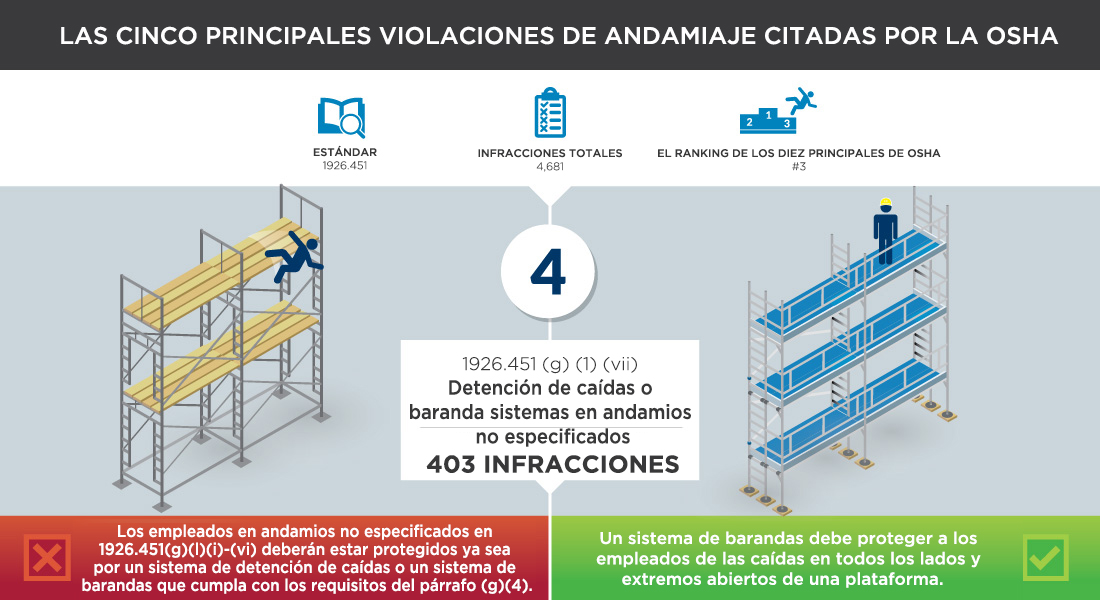 LAS CINCO PRINCIPALES VIOLACIONES DE ANDAMIAJE CITADAS POR LA OSHA
ESTÁNDAR
1926.451
INFRACCIONES TOTALES
4,681
2 1 3
EL RANKING DE LOS DIEZ PRINCIPALES DE OSHA
#3
4
1926.451 (g) (1) (vii)
Detención de caídas o
baranda sistemas en andamios
no especificados
403 INFRACCIONES
Los empleados en andamios no especificados en
1926.451(g)(l)(i)-(vi) deberán estar protegidos ya sea
por un sistema de detención de caídas o un sistema de
barandas que cumpla con los requisitos del párrafo (g)(4).
Un sistema de barandas debe proteger a los
empleados de las caídas en todos los lados y
extremos abiertos de una plataforma.